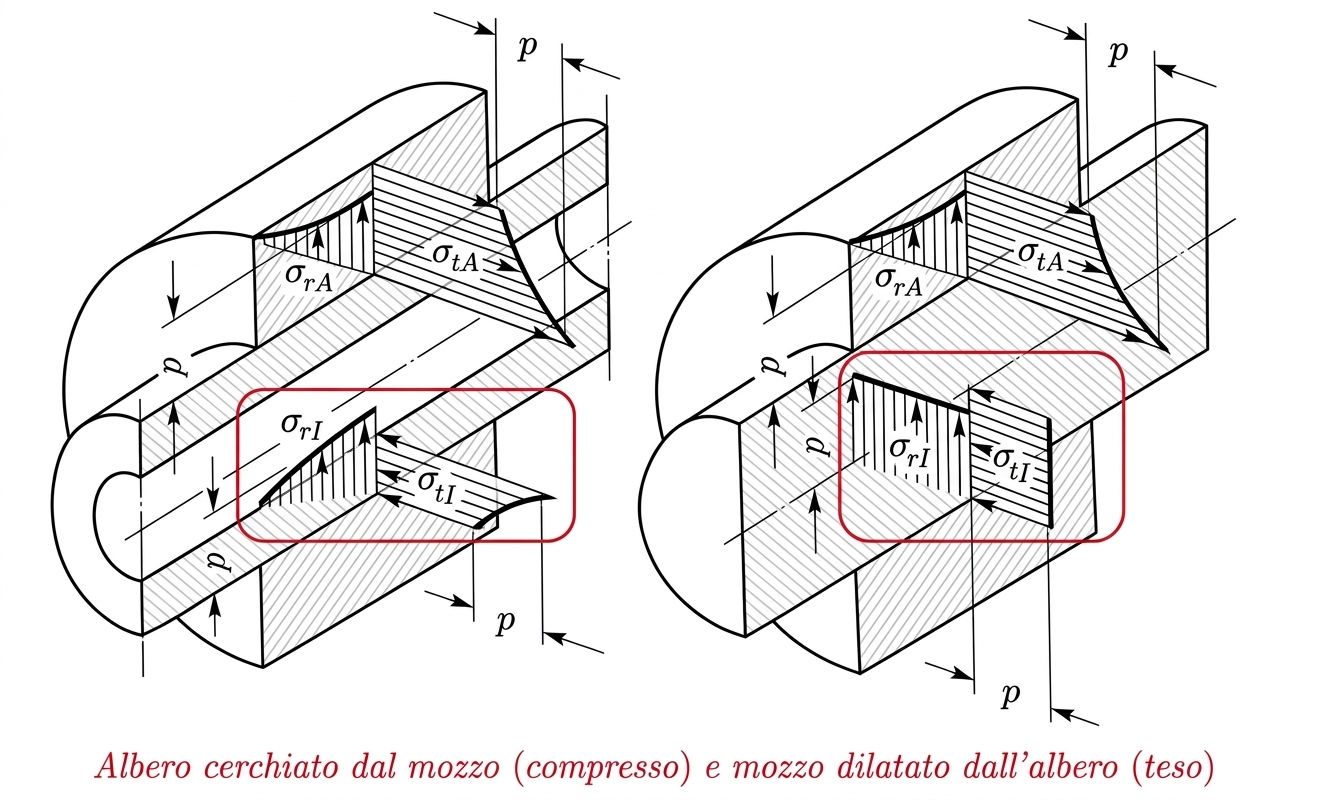 p
p
σrA
σtA
σrA
σtA
p
p
σrI
σtI
p
σrI
σtI
p
p
p
Albero cerchiato dal mozzo (compresso) e mozzo dilatato dall'albero (teso)